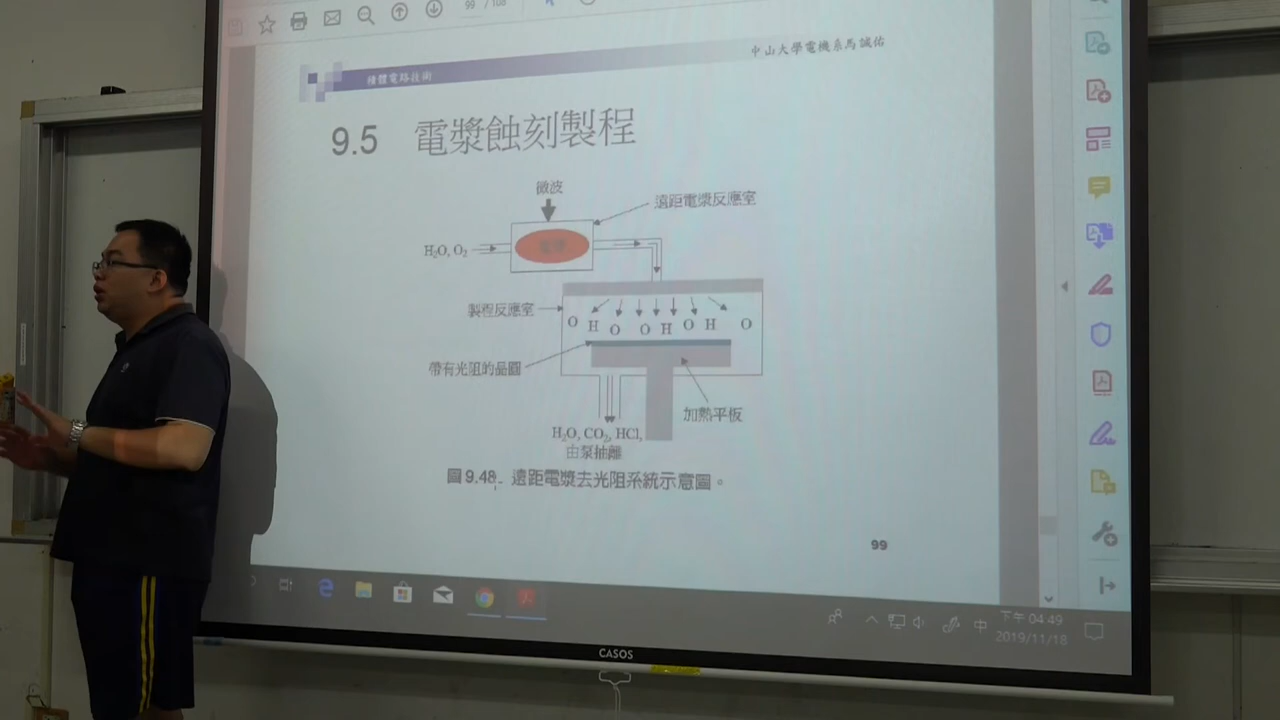 99 / 108
中山大學電機系馬誠佑
積體電路技術
9.5 電漿蝕刻製程
微波
遠距電漿反應室
H₂O, O₂
電漿
製程反應室
O H O O H O H O
帶有光阻的晶圓
加熱平板
H₂O, CO₂, HCl,
由泵抽離
圖 9.48 遠距電漿去光阻系統示意圖。
99
中
下午 04:49
2019/11/18
CASOS